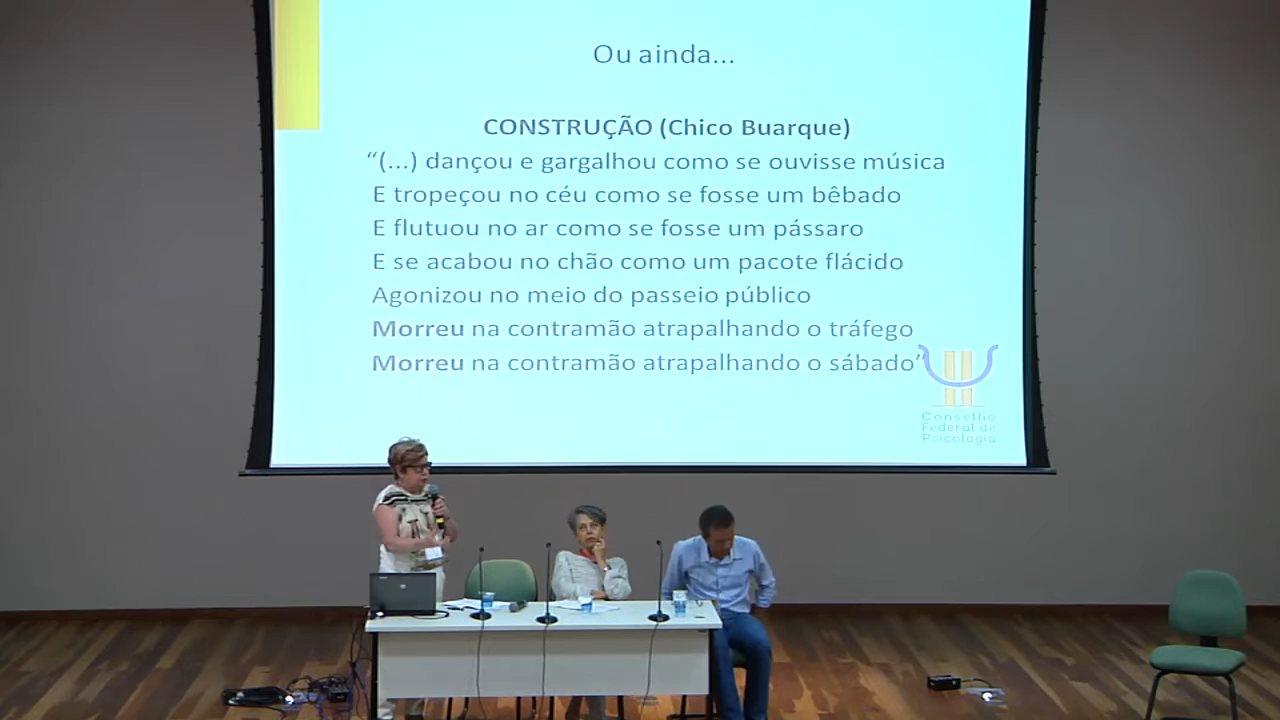 Ou ainda...
CONSTRUÇÃO (Chico Buarque)
“(...) dançou e gargalhou como se ouvisse música
E tropeçou no céu como se fosse um bêbado
E flutuou no ar como se fosse um pássaro
E se acabou no chão como um pacote flácido
Agonizou no meio do passeio público
Morreu na contramão atrapalhando o tráfego
Morreu na contramão atrapalhando o sábado”
Conselho
Federal de
Psicologia